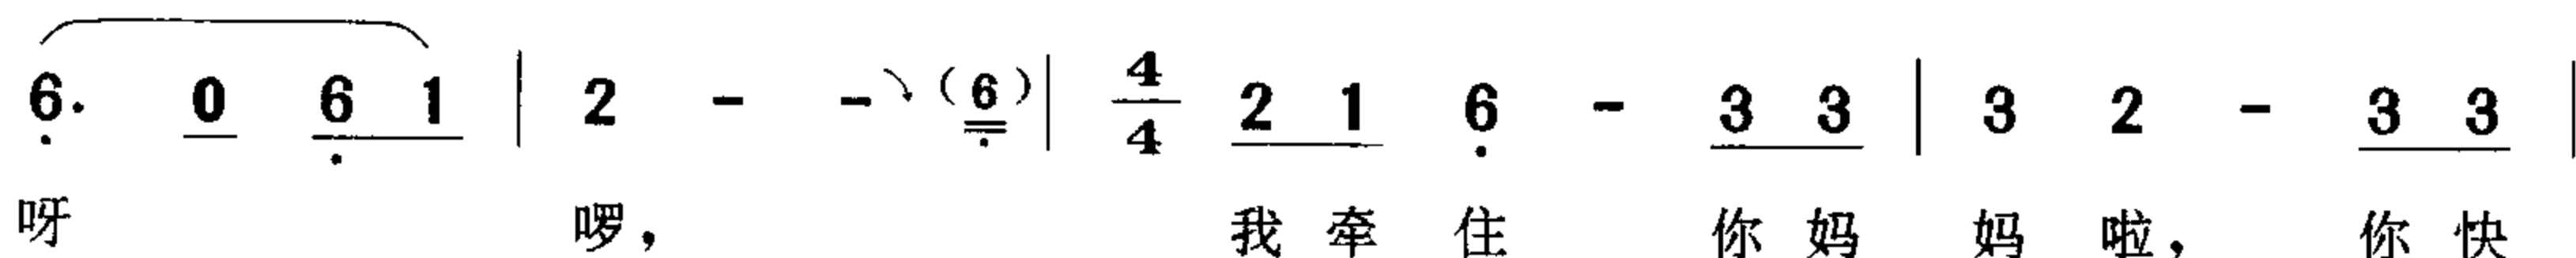 6. 0 6 1 | 2 - - (6) | 4/4 2 1 6 - 3 3 | 3 2 - 3 3 |
呀 啰， 我 牵 住 你 妈 妈 啦， 你 快